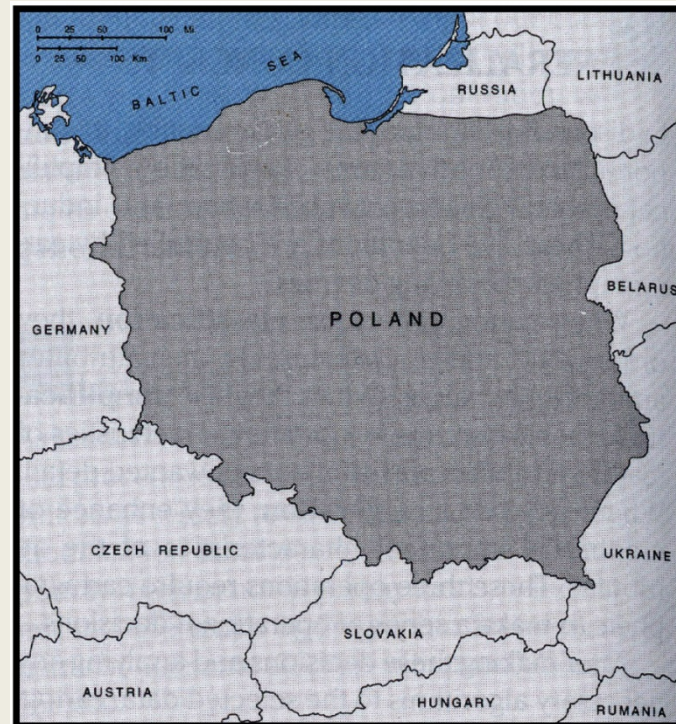 0 25 50 100 Mi
0 25 50 100 Km
BALTIC SEA
RUSSIA
LITHUANIA
BELARUS
GERMANY
POLAND
CZECH REPUBLIC
UKRAINE
SLOVAKIA
AUSTRIA
HUNGARY
RUMANIA